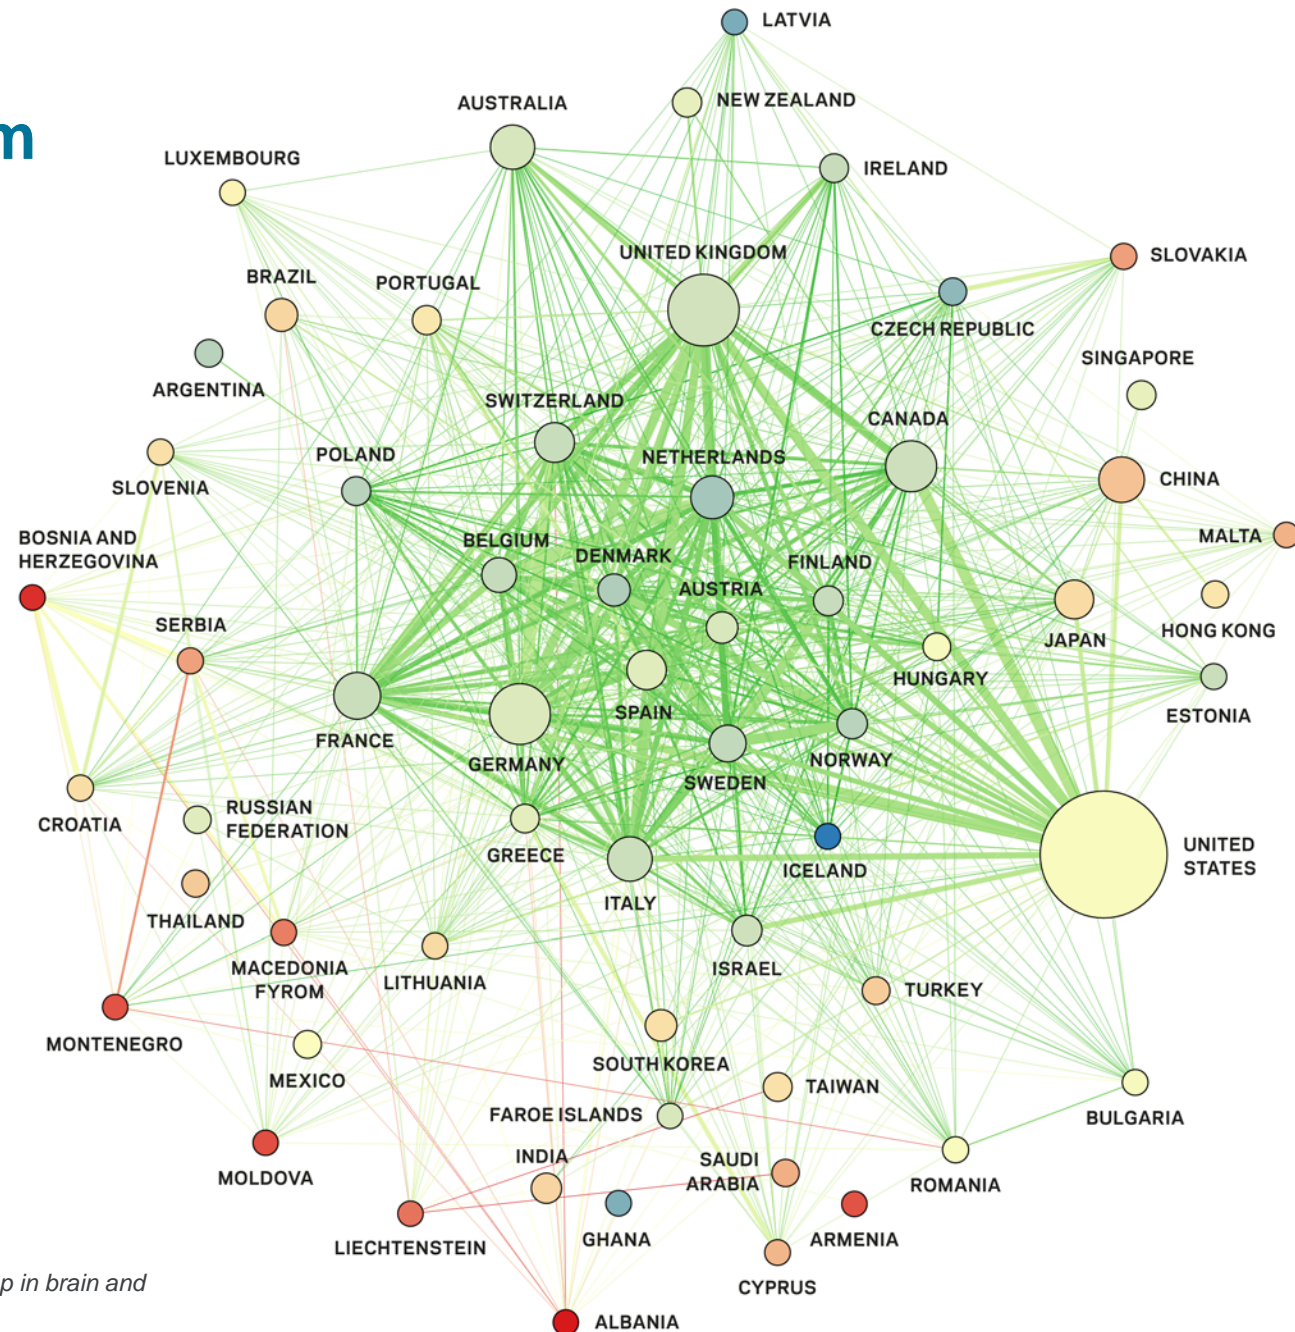 LATVIA
NEW ZEALAND
AUSTRALIA
m
LUXEMBOURG
IRELAND
UNITED KINGDOM
SLOVAKIA
BRAZIL
PORTUGAL
CZECH REPUBLIC
SINGAPORE
ARGENTINA
SWITZERLAND
CANADA
POLAND
NETHERLANDS
SLOVENIA
CHINA
BOSNIA AND
HERZEGOVINA
BELGIUM
DENMARK
FINLAND
MALTA
AUSTRIA
SERBIA
JAPAN
HONG KONG
HUNGARY
SPAIN
ESTONIA
FRANCE
GERMANY
NORWAY
SWEDEN
CROATIA
RUSSIAN
FEDERATION
GREECE
ICELAND
UNITED
STATES
ITALY
THAILAND
MACEDONIA
FYROM
LITHUANIA
ISRAEL
TURKEY
MONTENEGRO
MEXICO
SOUTH KOREA
TAIWAN
FAROE ISLANDS
BULGARIA
INDIA
SAUDI
ARABIA
MOLDOVA
ROMANIA
LIECHTENSTEIN
GHANA
ARMENIA
p in brain and
CYPRUS
ALBANIA